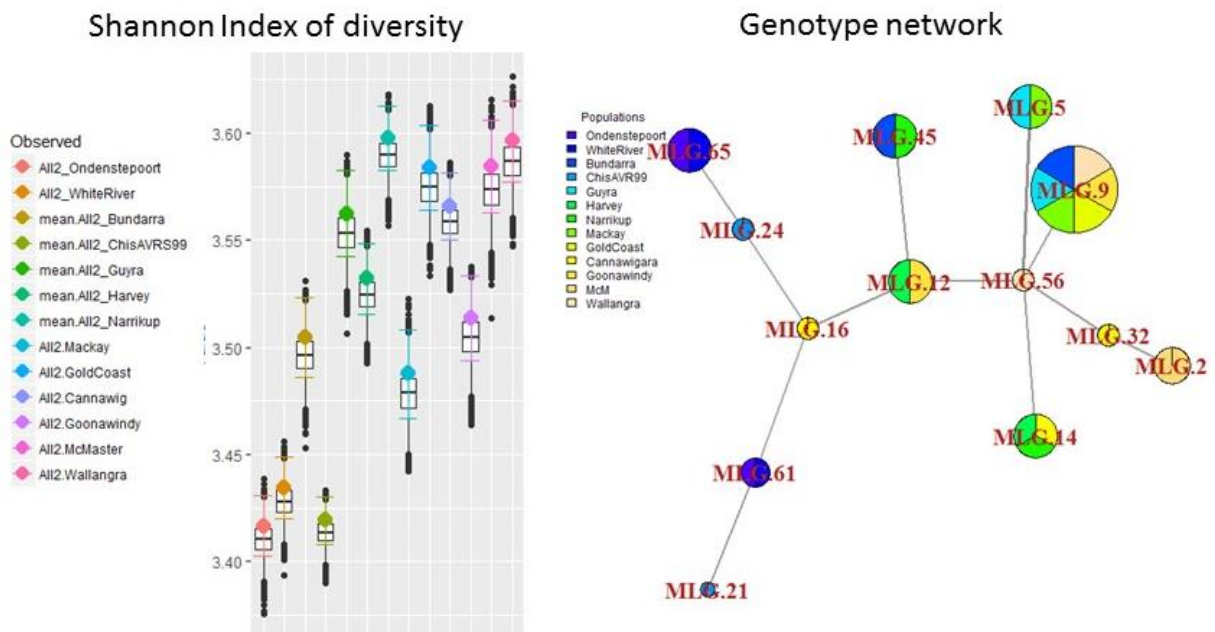 Shannon Index of diversity
Genotype network
Observed
All2_Ondenstepoort
All2_WhiteRiver
mean.All2_Bundarra
mean.All2_ChisAVRS99
mean.All2_Guyra
mean.All2_Harvey
mean.All2_Narrikup
All2.Mackay
All2.GoldCoast
All2.Cannawig
All2.Goonawindy
All2.McMaster
All2.Wallangra
3.60
3.55
3.50
3.45
3.40
Populations
Ondenstepoort
WhiteRiver
Bundarra
ChisAVR99
Guyra
Harvey
Narrikup
Mackay
GoldCoast
Cannawigara
Goonawindy
McM
Wallangra
MLG.5
MLG.45
MLG.65
MLG.9
MLG.24
MLG.12
MLG.56
MLG.16
MLG.32
MLG.2
MLG.14
MLG.61
MLG.21